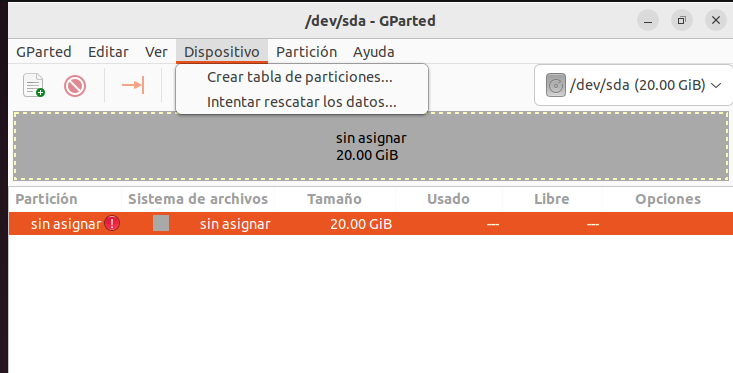 /dev/sda - GParted
GParted Editar Ver Dispositivo Partición Ayuda
Crear tabla de particiones...
Intentar rescatar los datos...
/dev/sda (20.00 GiB)
sin asignar
20.00 GiB
Partición Sistema de archivos Tamaño Usado Libre Opciones
sin asignar sin asignar 20.00 GiB --- ---